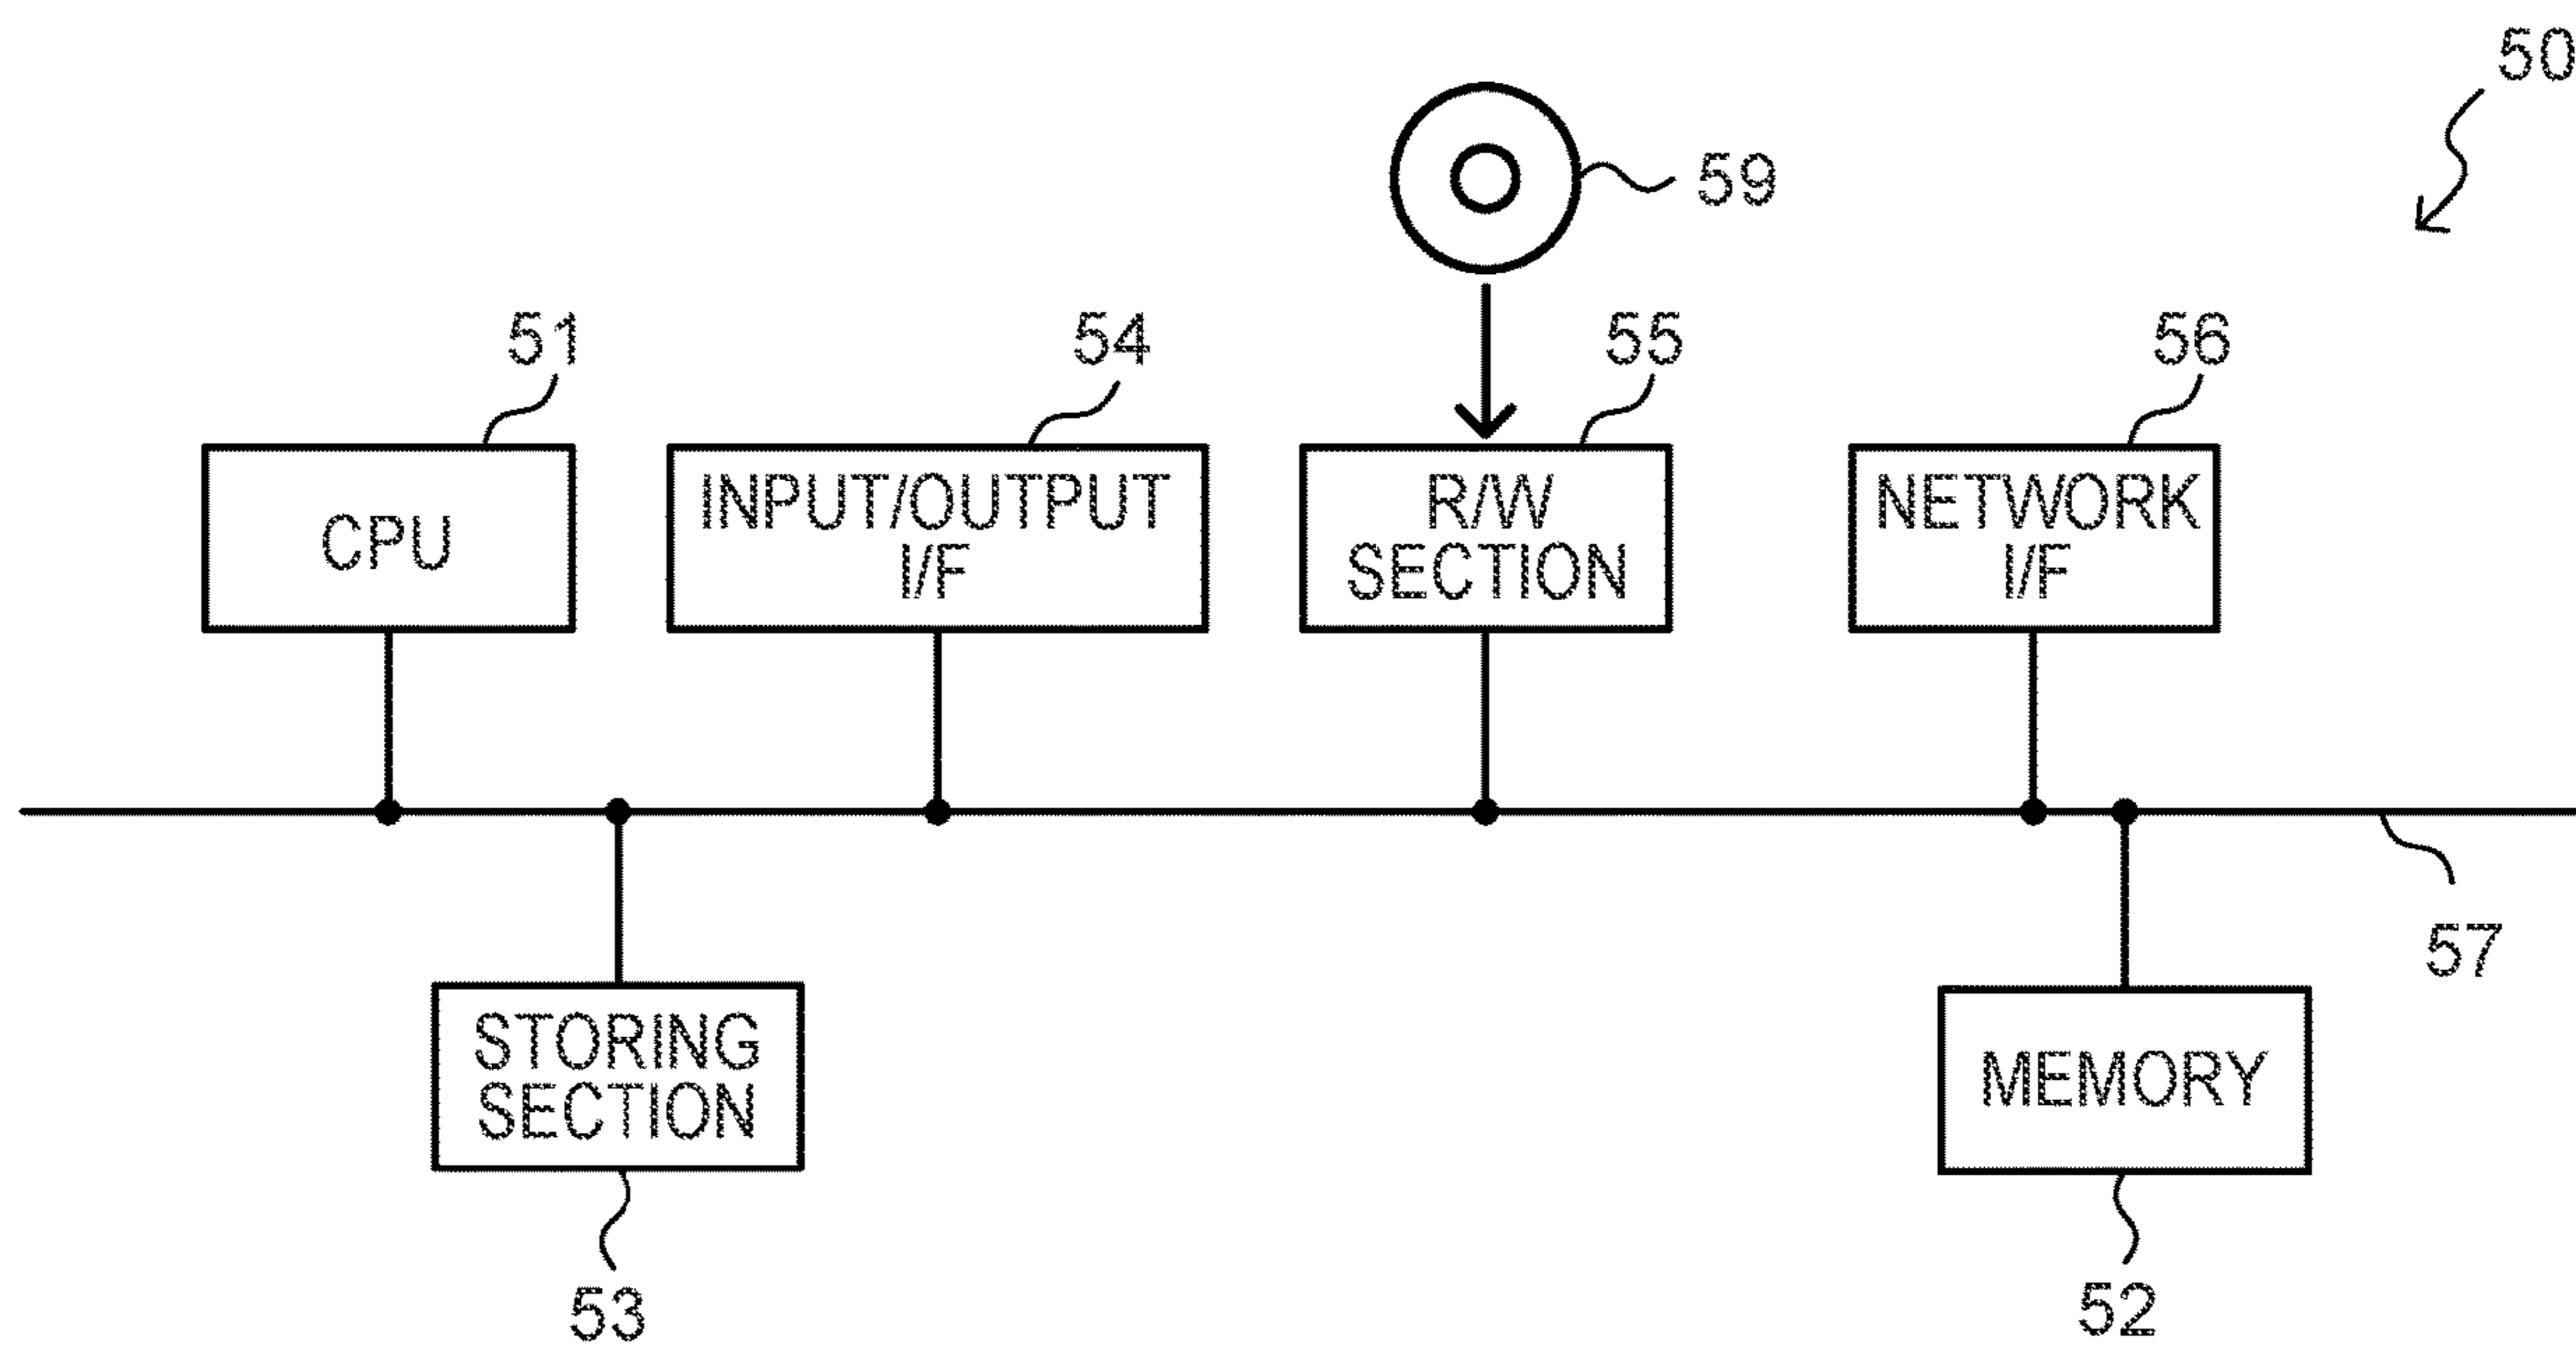 50
59
51
54
55
56
CPU
INPUT/OUTPUT
I/F
R/W
SECTION
NETWORK
I/F
57
STORING
SECTION
MEMORY
53
52